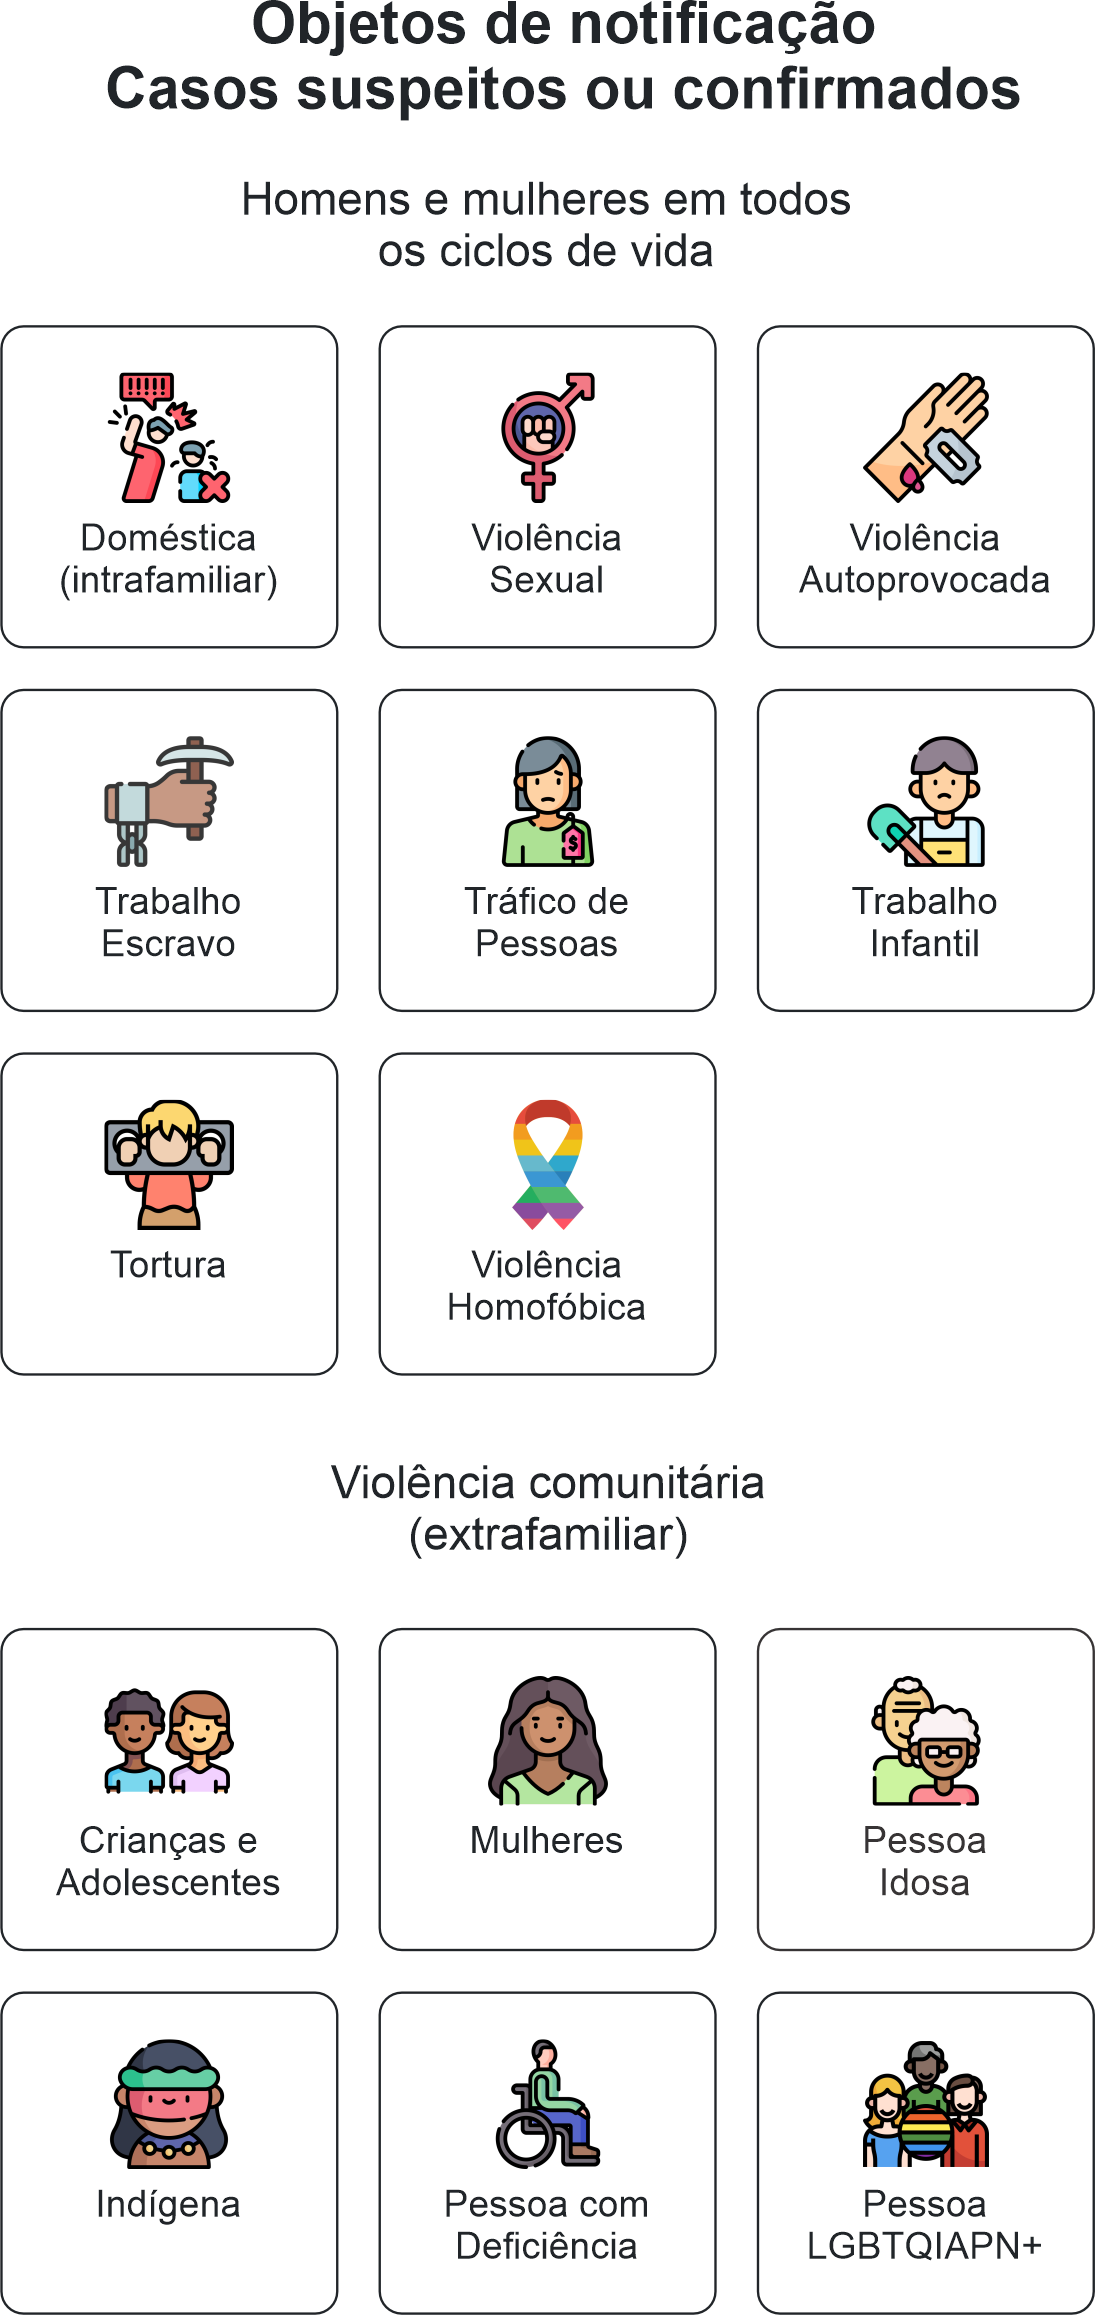 Objetos de notificação
Casos suspeitos ou confirmados
Homens e mulheres em todos
os ciclos de vida
Doméstica
(intrafamiliar)
Violência
Sexual
Violência
Autoprovocada
Trabalho
Escravo
Tráfico de
Pessoas
Trabalho
Infantil
Tortura
Violência
Homofóbica
Violência comunitária
(extrafamiliar)
Crianças e
Adolescentes
Mulheres
Pessoa
Idosa
Indígena
Pessoa com
Deficiência
Pessoa
LGBTQIAPN+